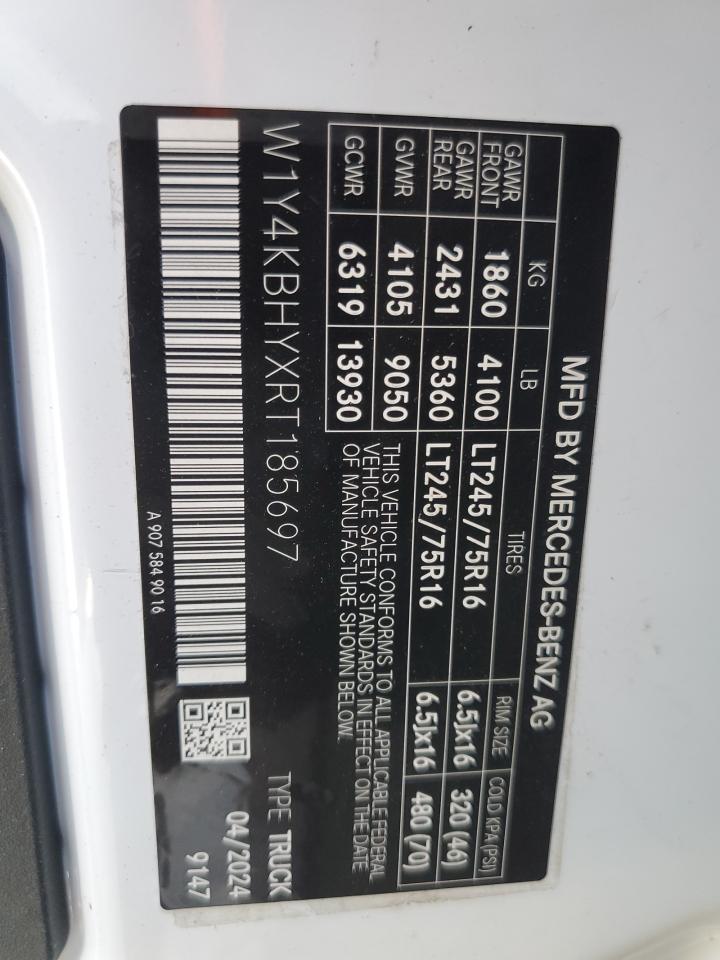 MFD BY MERCEDES-BENZ AG
KG LB TIRES RIM SIZE COLD KPA (PSI)
GAWR FRONT 1860 4100 LT245/75R16 6.5Jx16 320 (46)
GAWR REAR 2431 5360 LT245/75R16 6.5Jx16 480 (70)
GVWR 4105 9050
GCWR 6319 13930
THIS VEHICLE CONFORMS TO ALL APPLICABLE FEDERAL
VEHICLE SAFETY STANDARDS IN EFFECT ON THE DATE
OF MANUFACTURE SHOWN BELOW.
W1Y4KBHYXRT185697 TYPE TRUCK
04/2024
9147
A 907 584 90 16